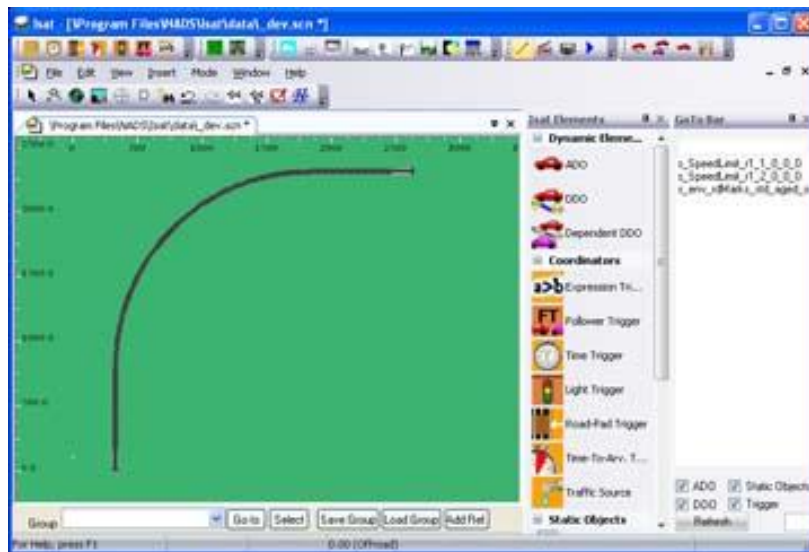 Isat - [\Program Files\NADS\Isat\data\_dev.scn *]
File Edit View Insert Mode Window Help
\Program Files\NADS\Isat\data\_dev.scn *
Isat Elements
GoTo Bar
Dynamic Eleme...
ADO
DDO
Dependent DDO
Coordinators
a>b Expression Tri...
FT Follower Trigger
Time Trigger
Light Trigger
Road-Pad Trigger
Time-To-Arv. T...
Traffic Source
Static Objects
s_SpeedLimit_r1_1_0_0_0
s_SpeedLimit_r1_2_0_0_0
ADO Static Objects
DDO Trigger
Refresh
Group Go to Select Save Group Load Group Add Ref
For Help, press F1 0.00 (Offroad)